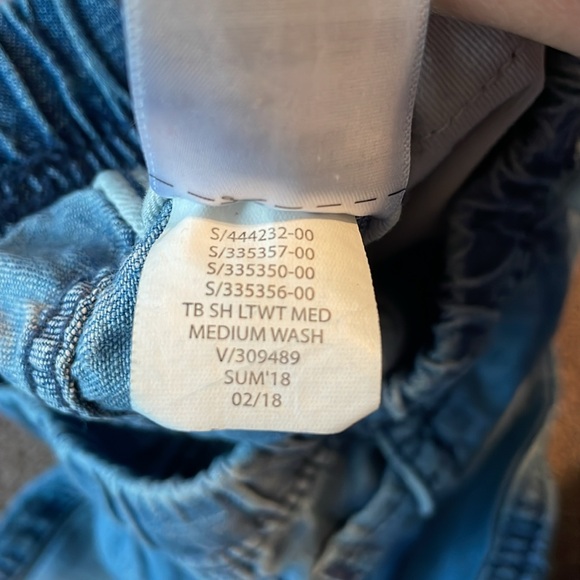 S/444232-00
S/335357-00
S/335350-00
S/335356-00
TB SH LTWT MED
MEDIUM WASH
V/309489
SUM'18
02/18